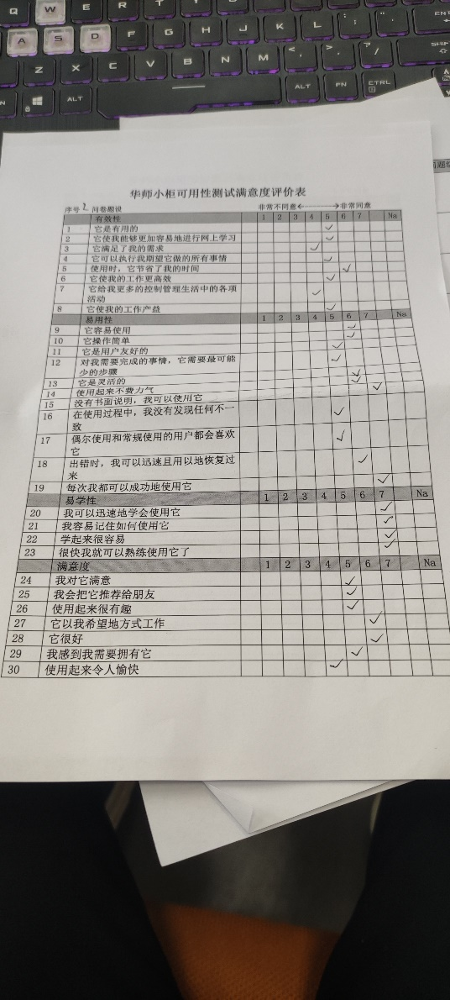 Q W E R T Y U I O P
A S D F G H J K L
Z X C V B N M
ALT ALT FN CTRL
华师小柜可用性测试满意度评价表
序号2 问卷题设 非常不同意←→非常同意
有效性 1 2 3 4 5 6 7 Na
1 它是有用的 ✓
2 它使我能够更加容易地进行网上学习 ✓
3 它满足了我的需求 ✓
4 它可以执行我期望它做的所有事情 ✓
5 使用时，它节省了我的时间 ✓
6 它使我的工作更高效 ✓
7 它给我更多的控制管理生活中的各项
活动 ✓
8 它使我的工作产益 ✓
易用性 1 2 3 4 5 6 7 Na
9 它容易使用 ✓
10 它操作简单 ✓
11 它是用户友好的 ✓
12 对我需要完成的事情，它需要最可能
少的步骤 ✓
13 它是灵活的 ✓
14 使用起来不费力气 ✓
15 没有书面说明，我可以使用它 ✓
16 在使用过程中，我没有发现任何不一
致 ✓
17 偶尔使用和常规使用的用户都会喜欢
它 ✓
18 出错时，我可以迅速且用以地恢复过
来 ✓
19 每次我都可以成功地使用它 ✓
易学性 1 2 3 4 5 6 7 Na
20 我可以迅速地学会使用它 ✓
21 我容易记住如何使用它 ✓
22 学起来很容易 ✓
23 很快我就可以熟练使用它了 ✓
满意度 1 2 3 4 5 6 7 Na
24 我对它满意 ✓
25 我会把它推荐给朋友 ✓
26 使用起来很有趣 ✓
27 它以我希望地方式工作 ✓
28 它很好 ✓
29 我感到我需要拥有它 ✓
30 使用起来令人愉快 ✓